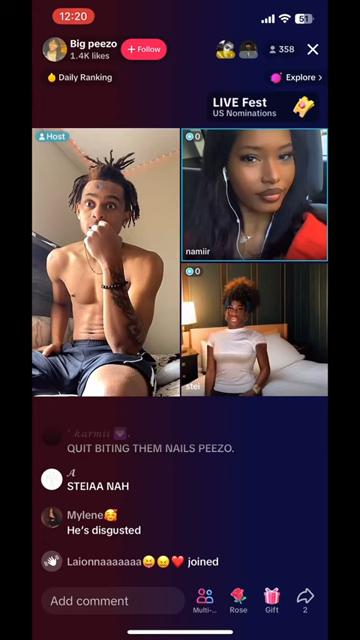 12:20
51
Big peezo
1.4K likes
+ Follow
358
Daily Ranking
Explore >
LIVE Fest
US Nominations
Host
0
namiir
0
stei
karmii
QUIT BITING THEM NAILS PEEZO.
A
STEIAA NAH
Mylene🥰
He's disgusted
Laionnaaaaaaa😛😠❤️ joined
Add comment
Multi-...
Rose
Gift
2